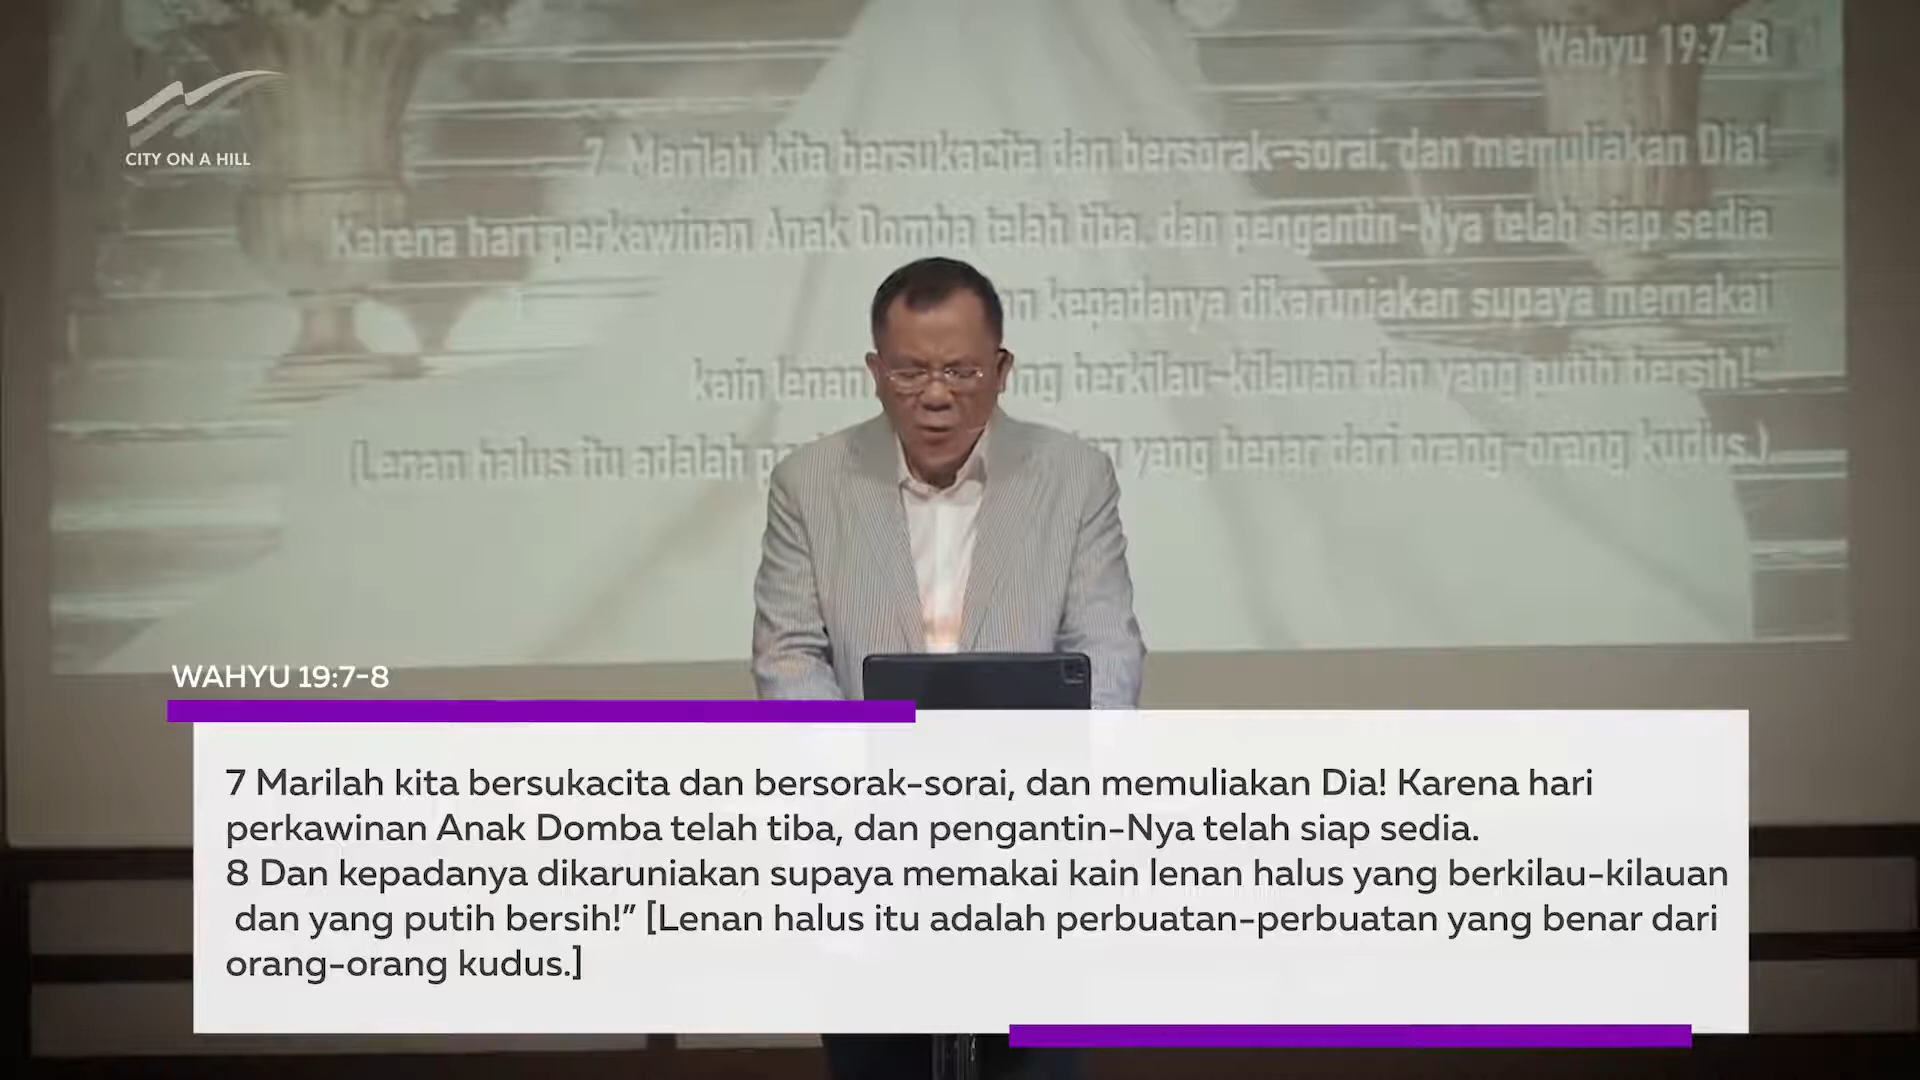 Wahyu 19:7-8
CITY ON A HILL
7 Marilah kita bersukacita dan bersorak-sorai, dan memuliakan Dia!
Karena hari perkawinan Anak Domba telah tiba, dan pengantin-Nya telah siap sedia
kepadanya dikaruniakan supaya memakai
kain lenan berkilau-kilauan dan yang putih bersih!"
(Lenan halus itu adalah yang benar dari orang-orang kudus.)
WAHYU 19:7-8
7 Marilah kita bersukacita dan bersorak-sorai, dan memuliakan Dia! Karena hari
perkawinan Anak Domba telah tiba, dan pengantin-Nya telah siap sedia.
8 Dan kepadanya dikaruniakan supaya memakai kain lenan halus yang berkilau-kilauan
dan yang putih bersih!” [Lenan halus itu adalah perbuatan-perbuatan yang benar dari
orang-orang kudus.]